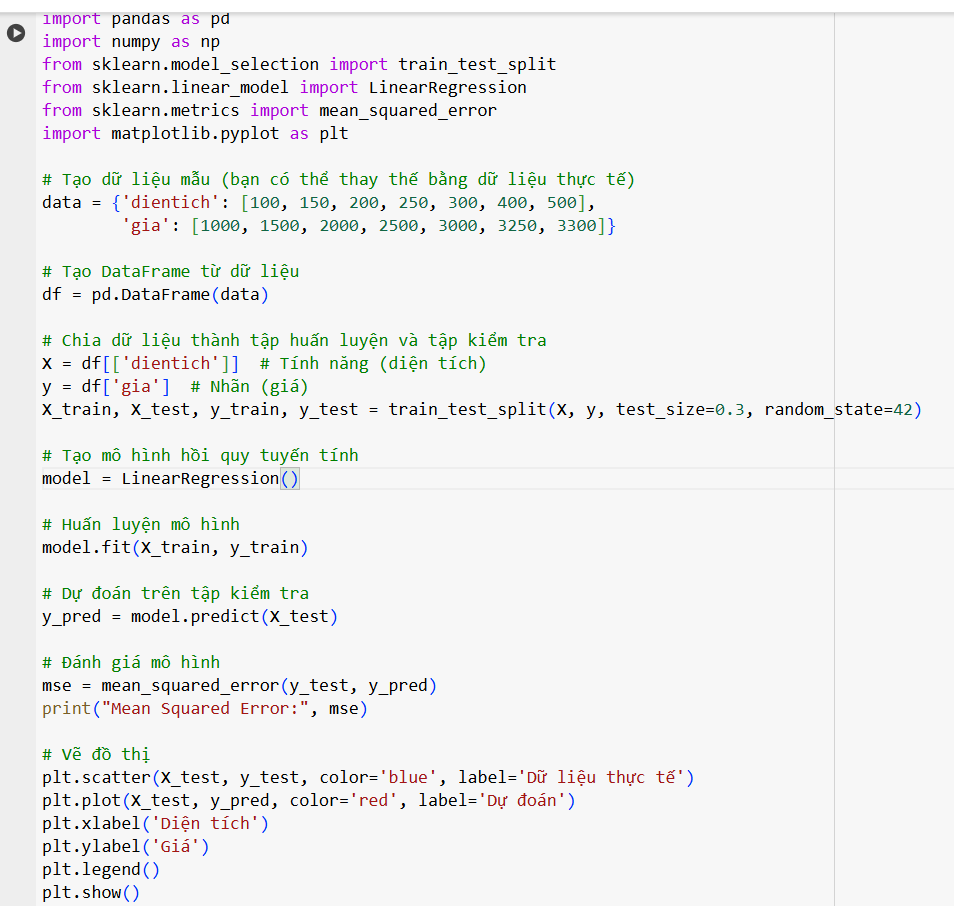 import pandas as pd
import numpy as np
from sklearn.model_selection import train_test_split
from sklearn.linear_model import LinearRegression
from sklearn.metrics import mean_squared_error
import matplotlib.pyplot as plt

# Tạo dữ liệu mẫu (bạn có thể thay thế bằng dữ liệu thực tế)
data = {'dientich': [100, 150, 200, 250, 300, 400, 500],
        'gia': [1000, 1500, 2000, 2500, 3000, 3250, 3300]}

# Tạo DataFrame từ dữ liệu
df = pd.DataFrame(data)

# Chia dữ liệu thành tập huấn luyện và tập kiểm tra
X = df[['dientich']]  # Tính năng (diện tích)
y = df['gia']  # Nhãn (giá)
X_train, X_test, y_train, y_test = train_test_split(X, y, test_size=0.3, random_state=42)

# Tạo mô hình hồi quy tuyến tính
model = LinearRegression()

# Huấn luyện mô hình
model.fit(X_train, y_train)

# Dự đoán trên tập kiểm tra
y_pred = model.predict(X_test)

# Đánh giá mô hình
mse = mean_squared_error(y_test, y_pred)
print("Mean Squared Error:", mse)

# Vẽ đồ thị
plt.scatter(X_test, y_test, color='blue', label='Dữ liệu thực tế')
plt.plot(X_test, y_pred, color='red', label='Dự đoán')
plt.xlabel('Diện tích')
plt.ylabel('Giá')
plt.legend()
plt.show()